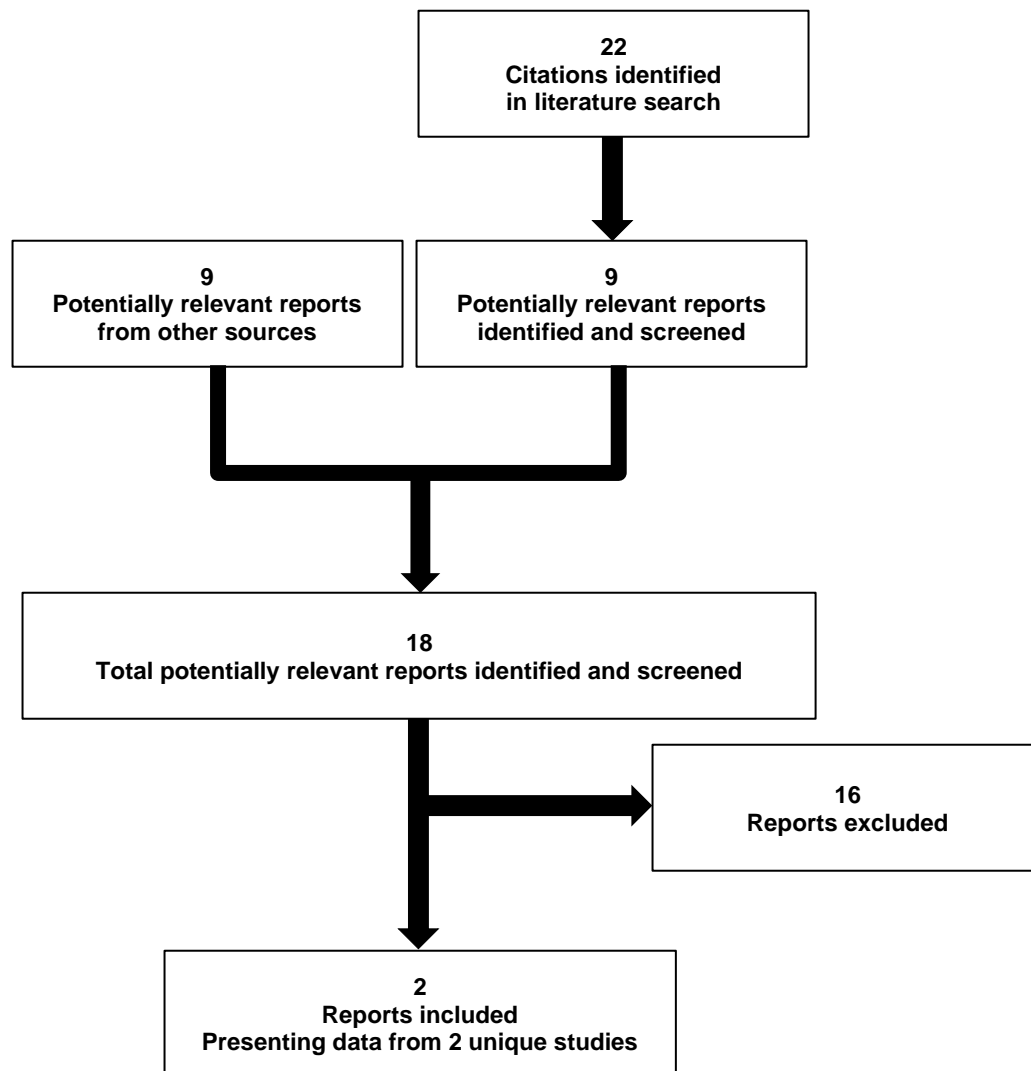 22
Citations identified
in literature search
9
Potentially relevant reports
from other sources
9
Potentially relevant reports
identified and screened
18
Total potentially relevant reports identified and screened
16
Reports excluded
2
Reports included
Presenting data from 2 unique studies